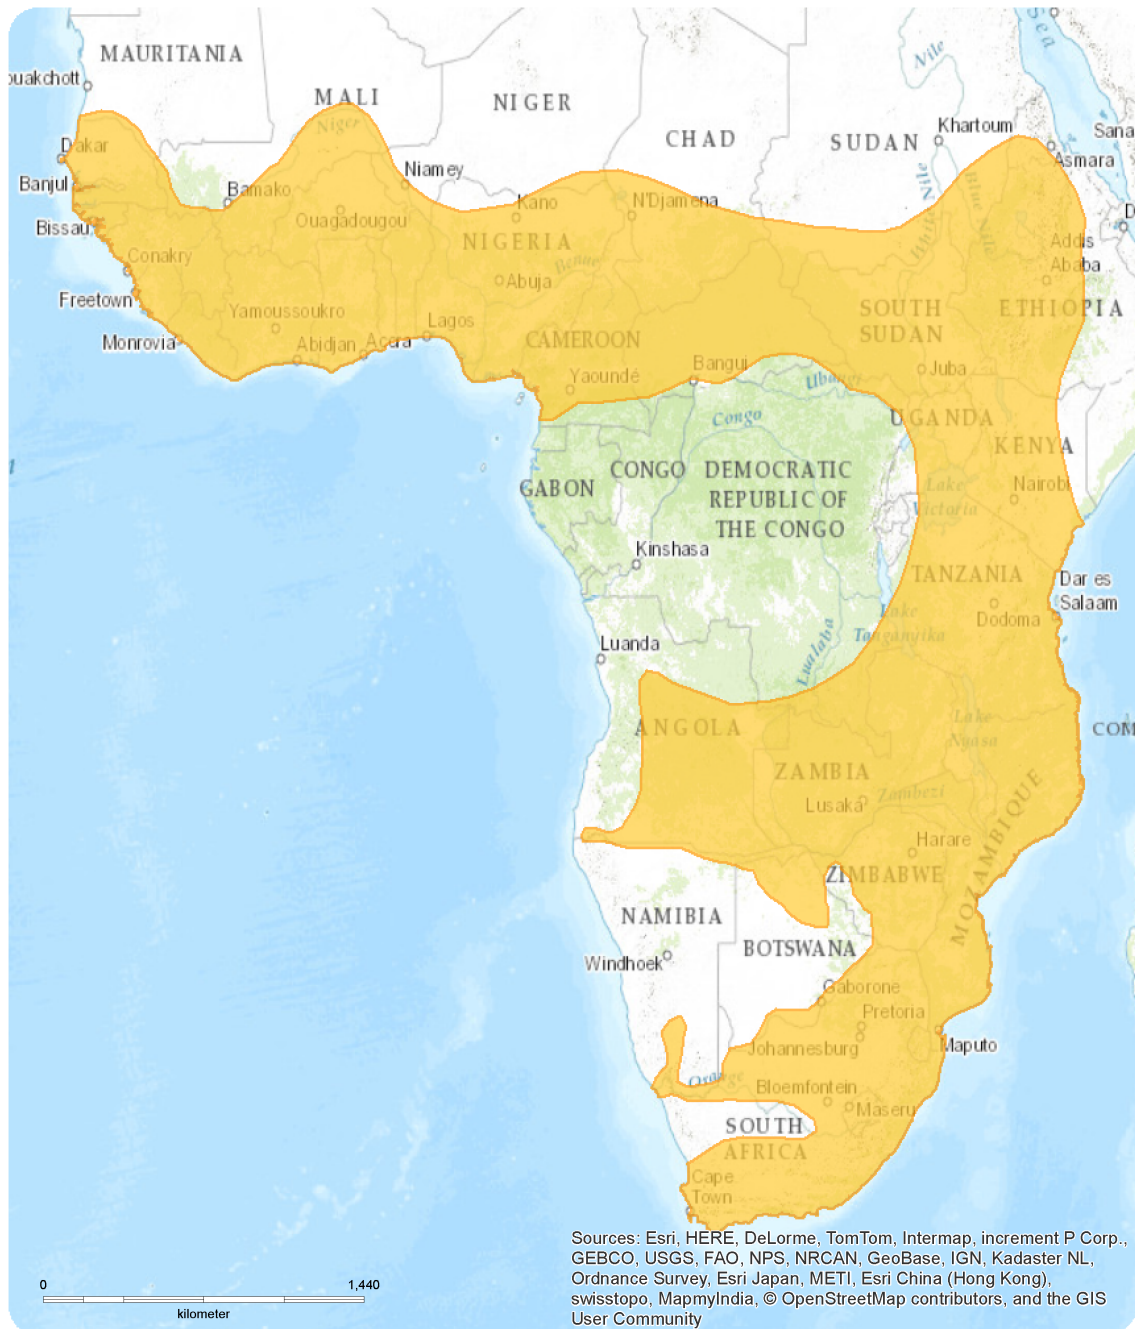 MAURITANIA
ouakchott
MALI
NIGER
Niger
CHAD
SUDAN
Nile
Sea
Khartoum
Sana
Asmara
Dakar
Banjul
Bissau
Bamako
Niamey
Ouagadougou
Kano
N'Djamena
White Nile
Blue Nile
D
Conakry
NIGERIA
Benue
Abuja
Addis
Ababa
Freetown
Yamoussoukro
Lagos
SOUTH
SUDAN
ETHIOPIA
Monrovia
Abidjan
Accra
CAMEROON
Yaoundé
Bangui
Ubangi
Juba
UGANDA
Congo
KENYA
GABON
CONGO
DEMOCRATIC
REPUBLIC OF
THE CONGO
Lake
Victoria
Nairobi
Kinshasa
TANZANIA
Dar es
Salaam
Dodoma
Lake
Tanganyika
Luanda
Lualaba
ANGOLA
Lake
Nyasa
COM
ZAMBIA
Lusaka
Zambezi
MOZAMBIQUE
Harare
ZIMBABWE
NAMIBIA
BOTSWANA
Windhoek
Gaborone
Pretoria
Johannesburg
Maputo
Orange
Bloemfontein
Maseru
SOUTH
AFRICA
Cape
Town
0 1,440
kilometer
Sources: Esri, HERE, DeLorme, TomTom, Intermap, increment P Corp.,
GEBCO, USGS, FAO, NPS, NRCAN, GeoBase, IGN, Kadaster NL,
Ordnance Survey, Esri Japan, METI, Esri China (Hong Kong),
swisstopo, MapmyIndia, © OpenStreetMap contributors, and the GIS
User Community